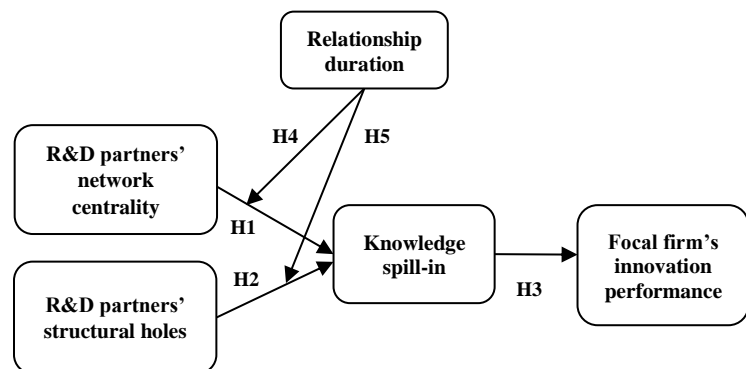 Relationship
duration
H4
H5
R&D partners'
network
centrality
H1
Knowledge
spill-in
Focal firm's
innovation
performance
H2
H3
R&D partners'
structural holes